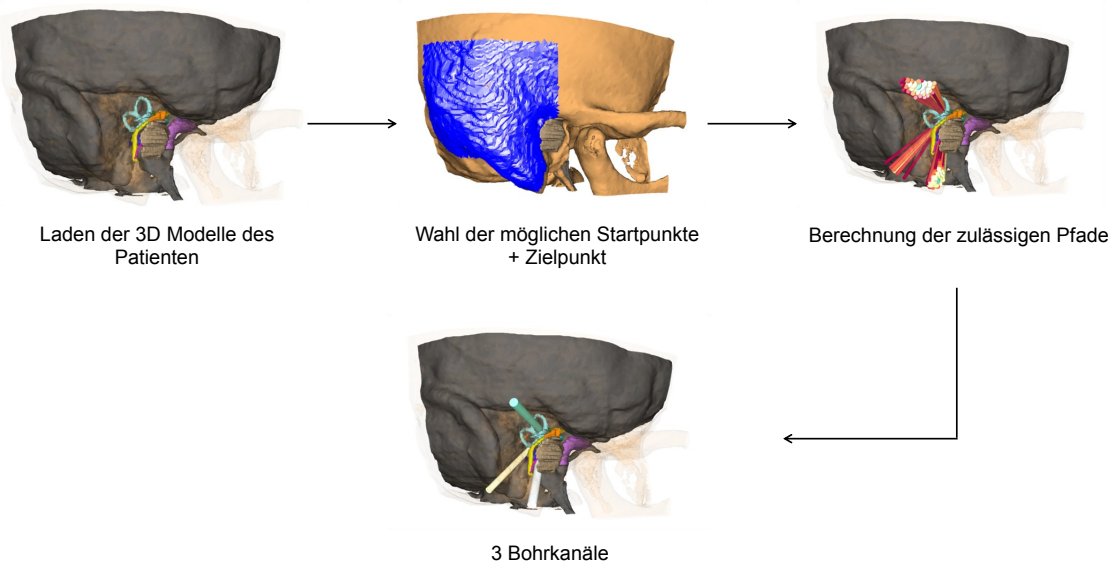 Laden der 3D Modelle des
Patienten
Wahl der möglichen Startpunkte
+ Zielpunkt
Berechnung der zulässigen Pfade
3 Bohrkanäle